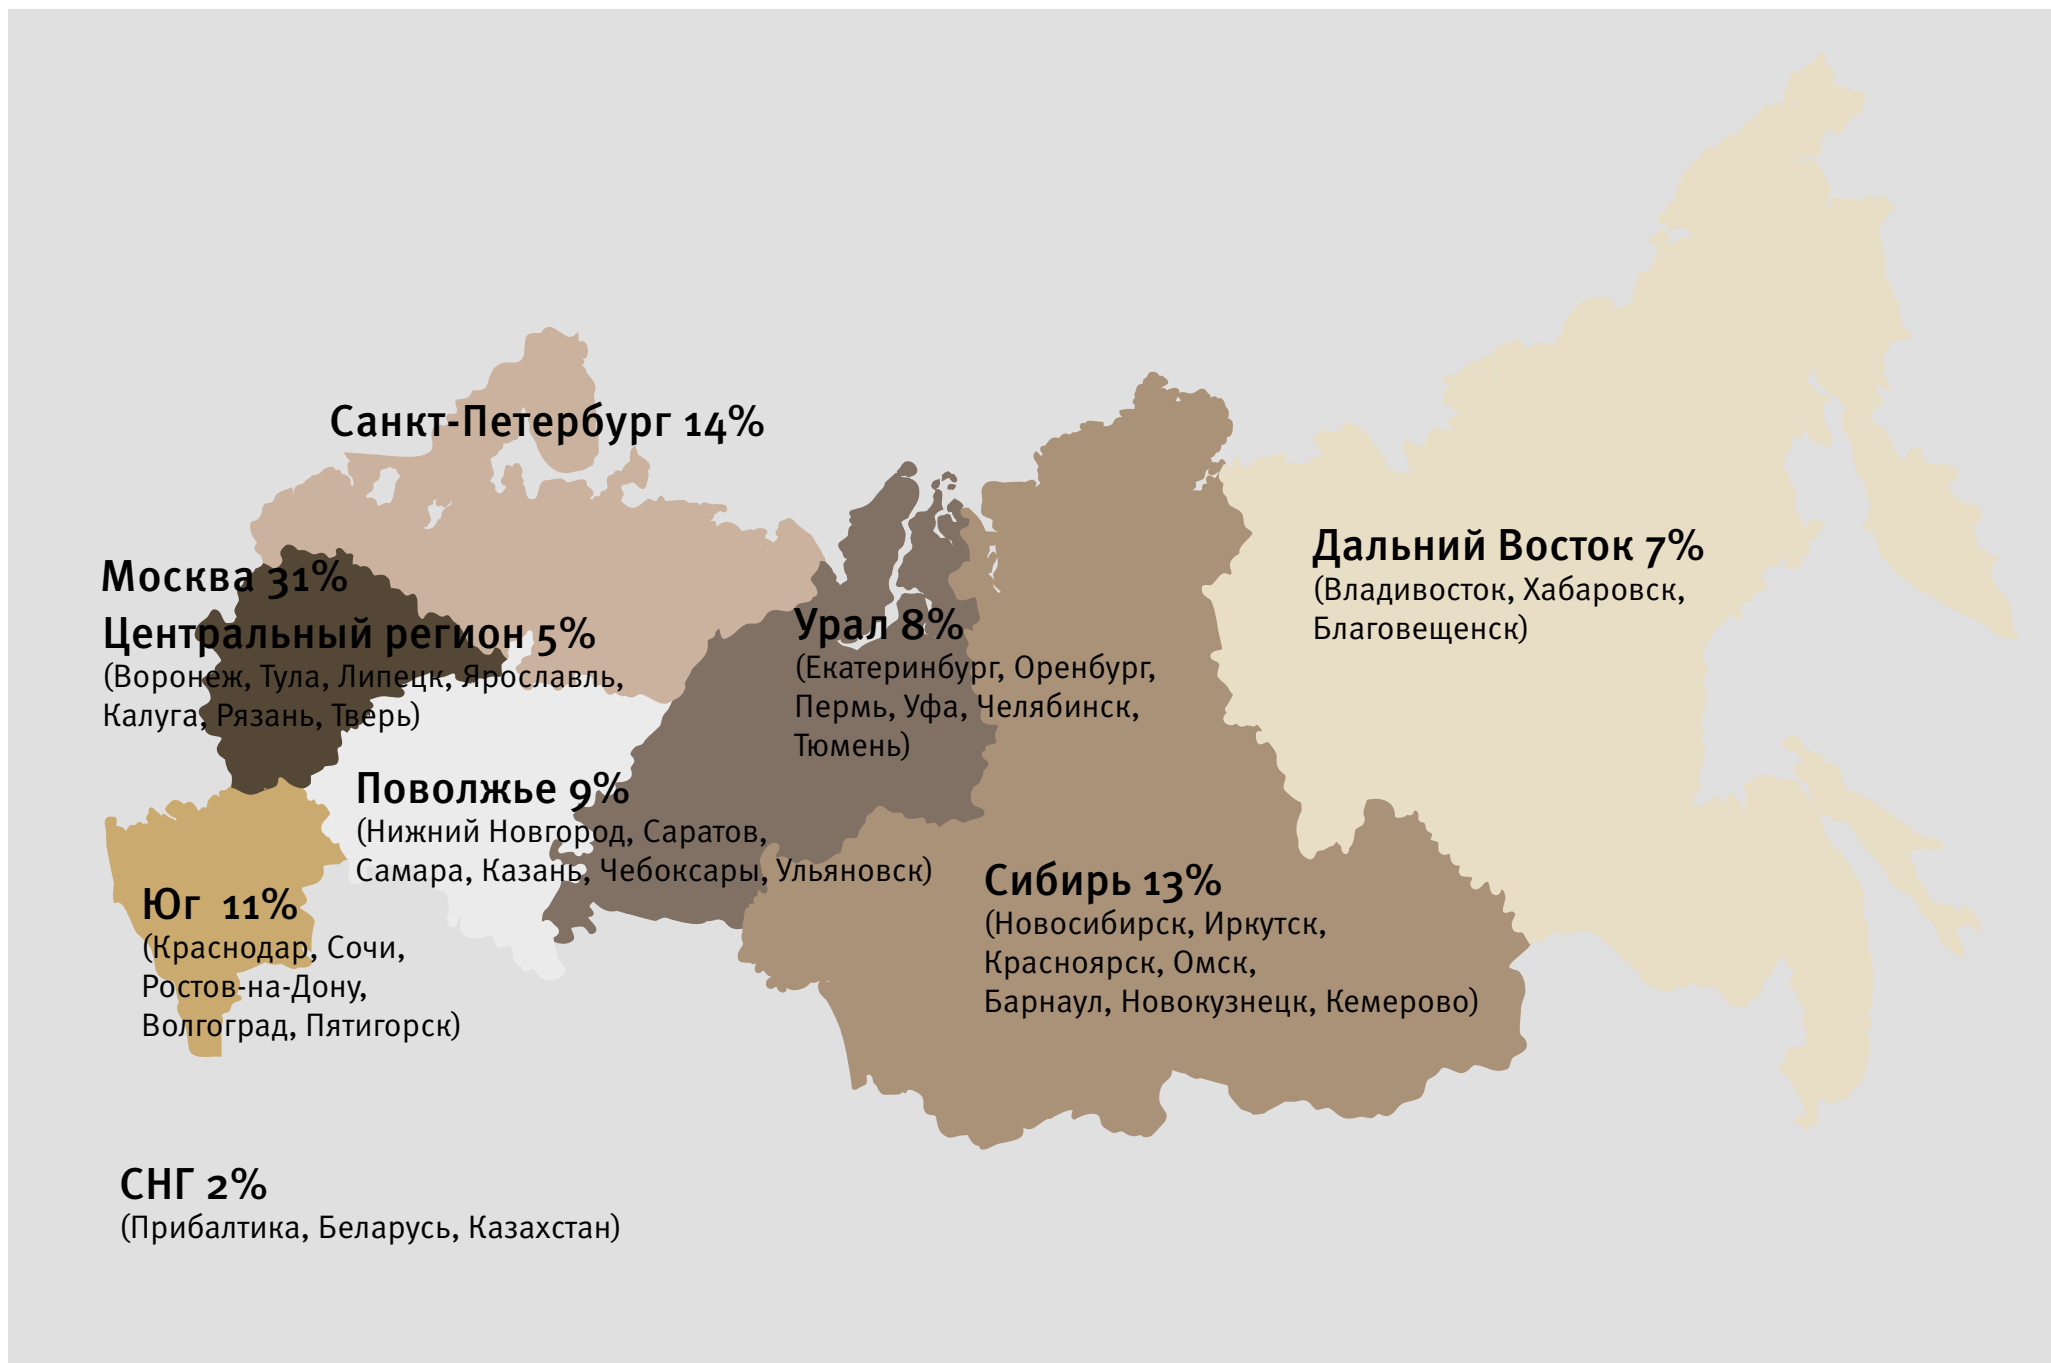 Санкт-Петербург 14%
Москва 31%
Центральный регион 5%
(Воронеж, Тула, Липецк, Ярославль,
Калуга, Рязань, Тверь)
Дальний Восток 7%
(Владивосток, Хабаровск,
Благовещенск)
Урал 8%
(Екатеринбург, Оренбург,
Пермь, Уфа, Челябинск,
Тюмень)
Поволжье 9%
(Нижний Новгород, Саратов,
Самара, Казань, Чебоксары, Ульяновск)
Сибирь 13%
(Новосибирск, Иркутск,
Красноярск, Омск,
Барнаул, Новокузнецк, Кемерово)
Юг 11%
(Краснодар, Сочи,
Ростов-на-Дону,
Волгоград, Пятигорск)
СНГ 2%
(Прибалтика, Беларусь, Казахстан)